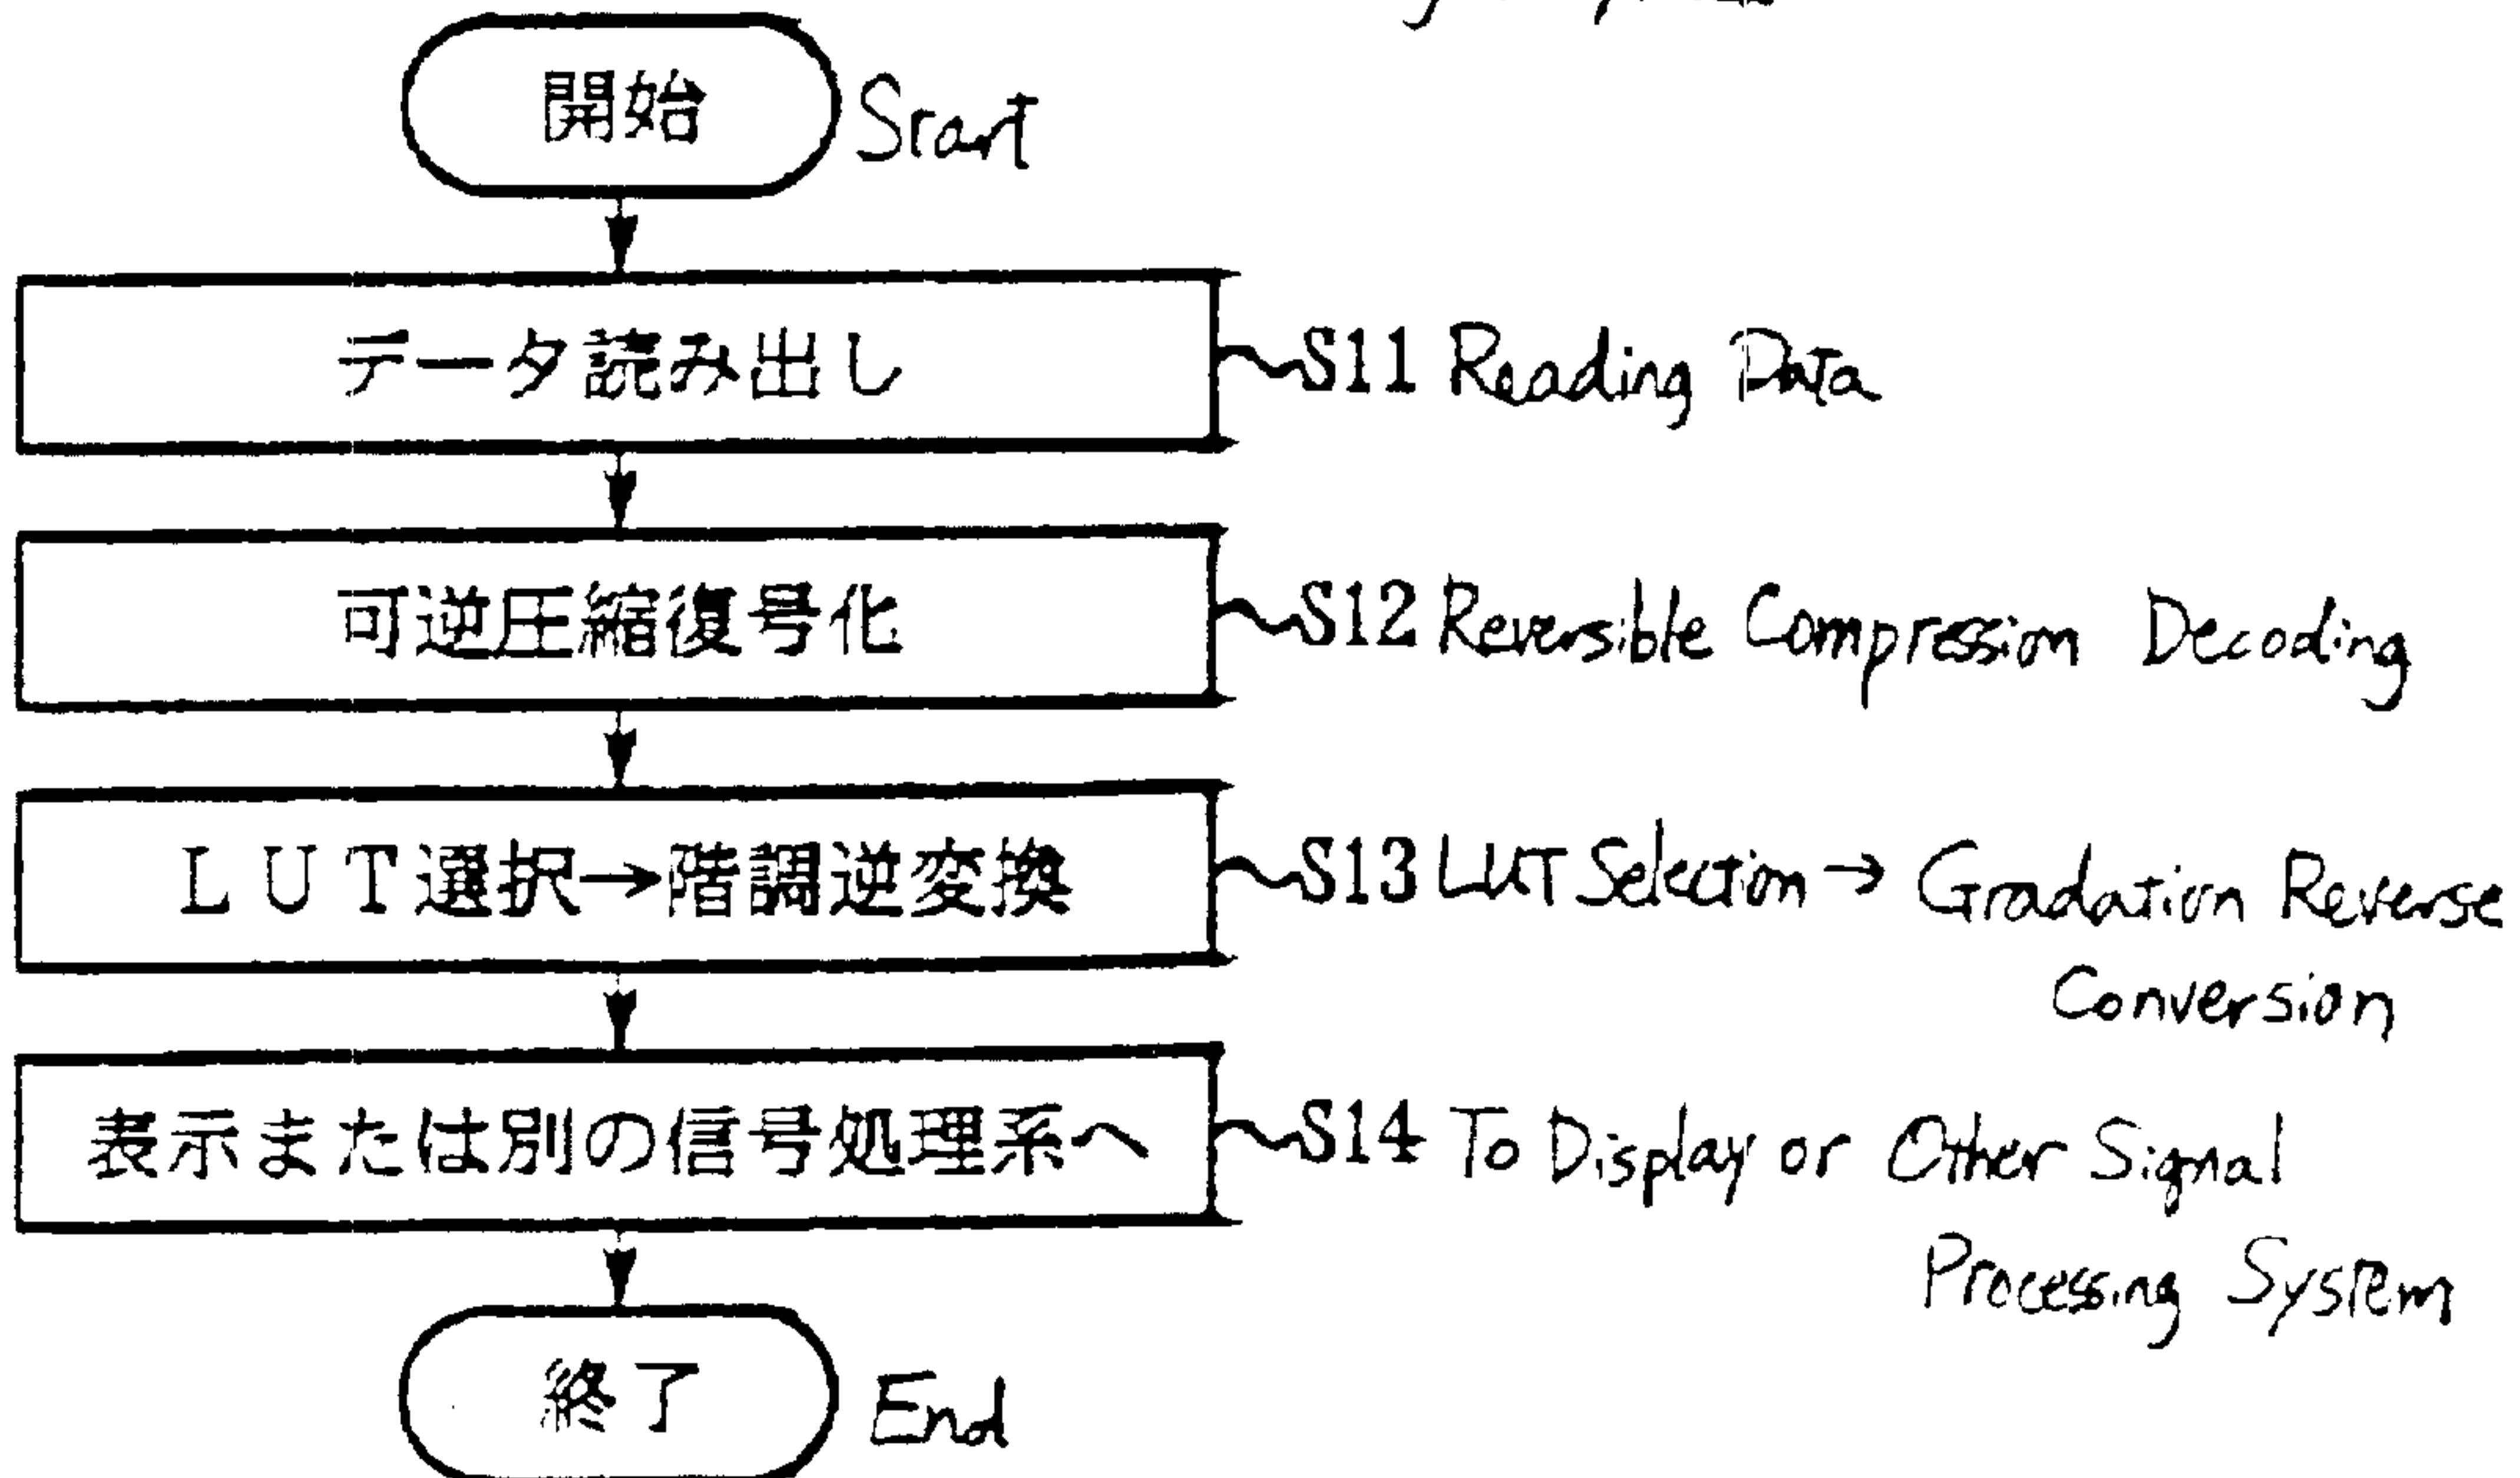 開始 Start
データ読み出し S11 Reading Data
可逆圧縮復号化 S12 Reversible Compression Decoding
LUT選択→階調逆変換 S13 LUT Selection → Gradation Reverse
Conversion
表示または別の信号処理系へ S14 To Display or Other Signal
Processing System
終了 End